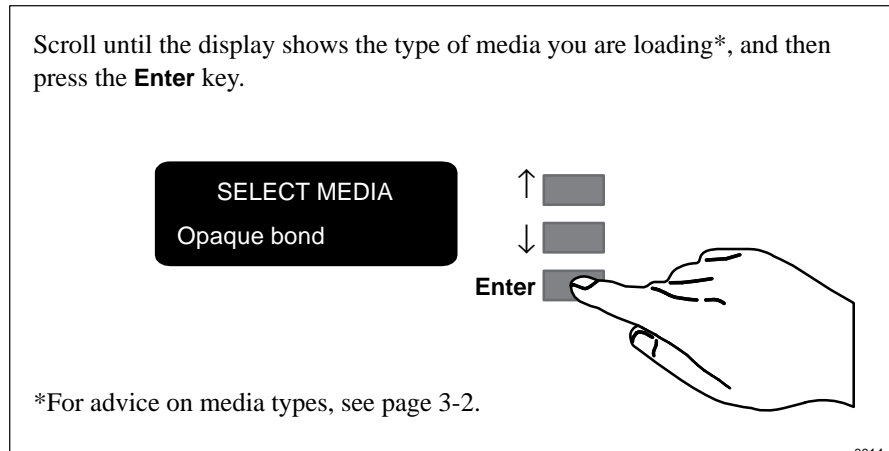 Scroll until the display shows the type of media you are loading*, and then
press the Enter key.
SELECT MEDIA
Opaque bond
↑
↓
Enter
*For advice on media types, see page 3-2.